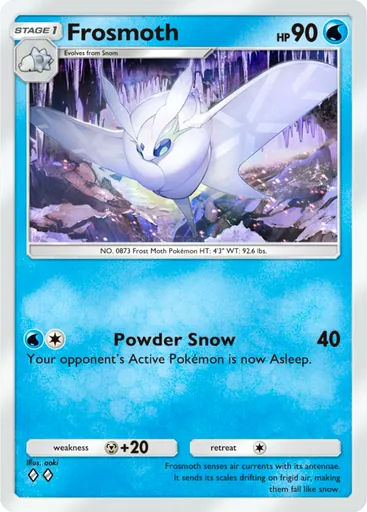 STAGE 1
Frosmoth
HP 90
Evolves from Snom
NO. 0873 Frost Moth Pokémon HT: 4'3" WT: 92.6 lbs.
Powder Snow 40
Your opponent's Active Pokémon is now Asleep.
weakness +20 retreat
Illus. ooki
Frosmoth senses air currents with its antennae.
It sends its scales drifting on frigid air, making
them fall like snow.